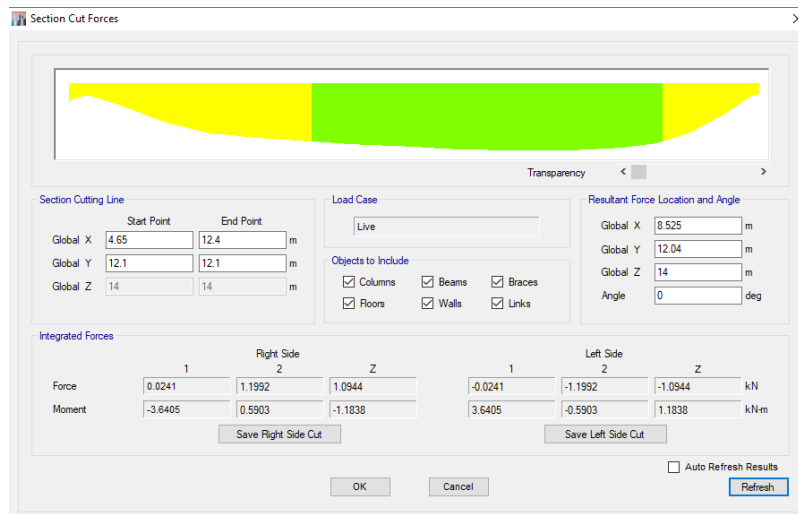 Section Cut Forces
Transparency < >
Section Cutting Line
Start Point End Point
Global X 4.65 12.4 m
Global Y 12.1 12.1 m
Global Z 14 14 m
Load Case
Live
Objects to Include
Columns Beams Braces
Floors Walls Links
Resultant Force Location and Angle
Global X 8.525 m
Global Y 12.04 m
Global Z 14 m
Angle 0 deg
Integrated Forces
Right Side Left Side
1 2 Z 1 2 Z
Force 0.0241 1.1992 1.0944 -0.0241 -1.1992 -1.0944 kN
Moment -3.6405 0.5903 -1.1838 3.6405 -0.5903 1.1838 kN-m
Save Right Side Cut Save Left Side Cut
Auto Refresh Results
OK Cancel Refresh